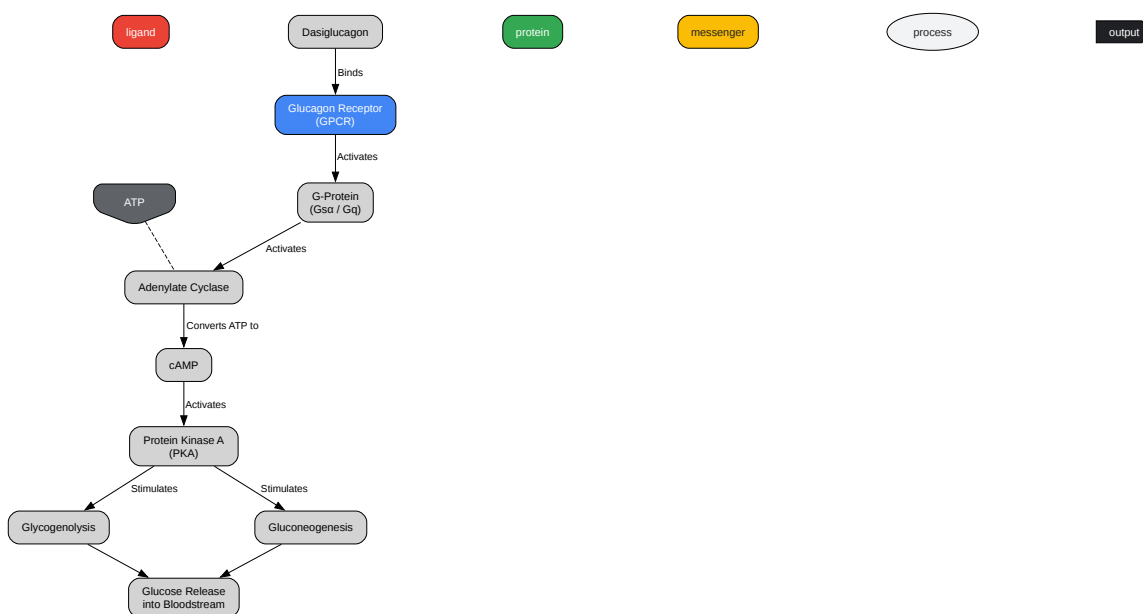 ligand
Dasiglucagon
protein
messenger
process
output
Binds
Glucagon Receptor
(GPCR)
Activates
ATP
G-Protein
(Gsα / Gq)
Activates
Adenylate Cyclase
Converts ATP to
cAMP
Activates
Protein Kinase A
(PKA)
Stimulates
Stimulates
Glycogenolysis
Gluconeogenesis
Glucose Release
into Bloodstream